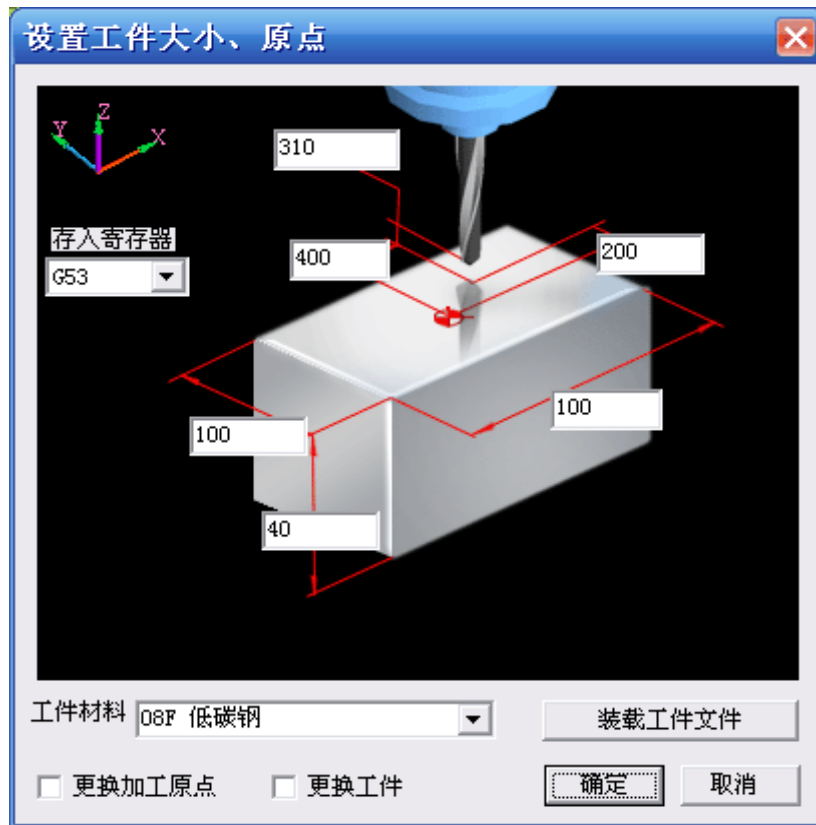 设置工件大小、原点
Z
Y
X
310
存入寄存器
400
200
G53
100
100
40
工件材料
08F 低碳钢
装载工件文件
更换加工原点
更换工件
确定
取消